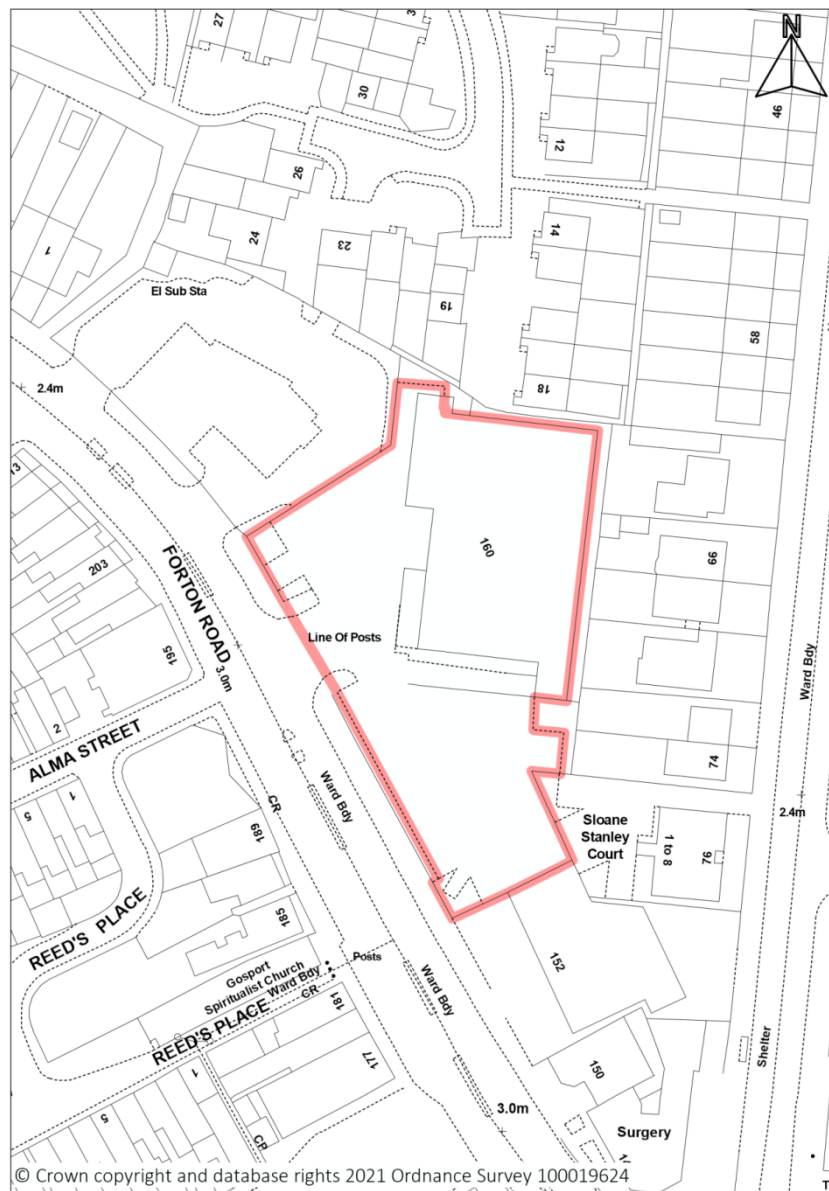 27
3
N
30
46
12
26
1
24
23
14
El Sub Sta
19
58
18
2.4m
13
203
FORTON ROAD
160
66
195
Line Of Posts
3.0m
Ward Bdy
2
ALMA STREET
74
1
5
CR
Ward Bdy
2.4m
Sloane
Stanley
Court
1 to 8
76
189
REED'S PLACE
185
Posts
152
Gosport
Spiritualist Church
Ward Bdy
Ward Bdy
CR
REED'S PLACE
181
177
1
5
CR
150
Shelter
3.0m
Surgery
© Crown copyright and database rights 2021 Ordnance Survey 100019624